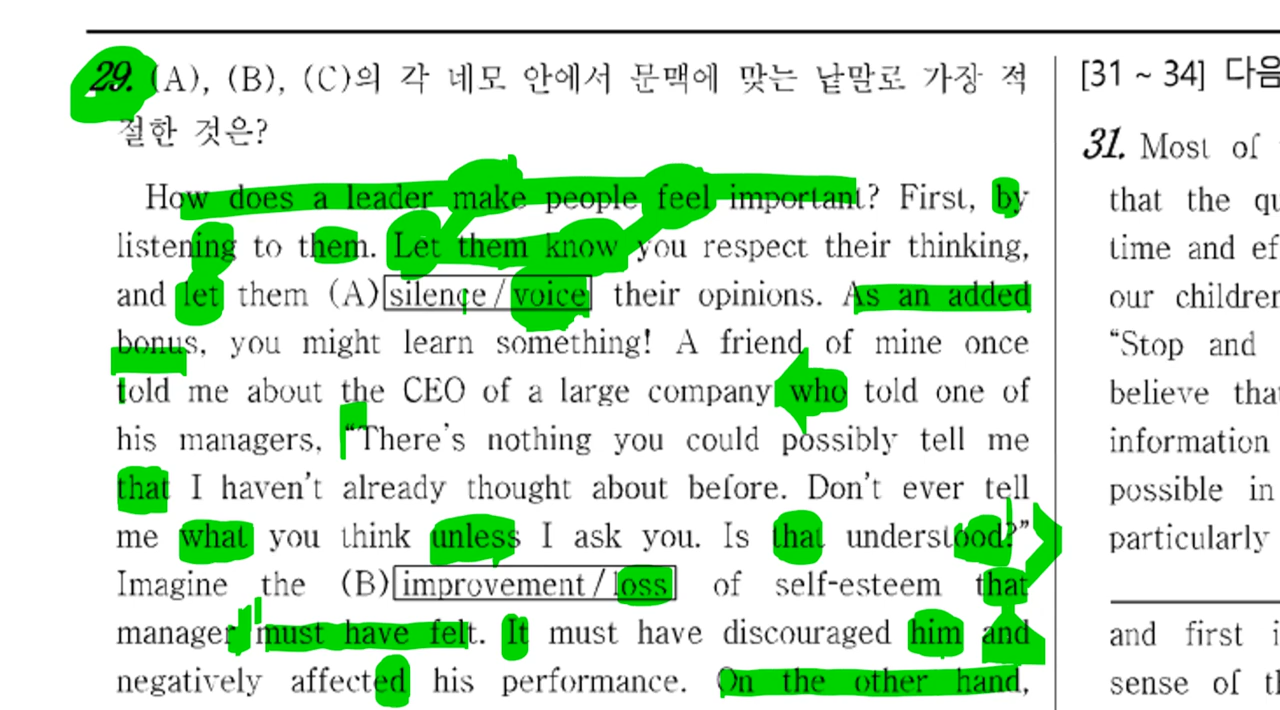 29. (A), (B), (C)의 각 네모 안에서 문맥에 맞는 낱말로 가장 적
절한 것은?
How does a leader make people feel important? First, by
listening to them. Let them know you respect their thinking,
and let them (A) silence / voice their opinions. As an added
bonus, you might learn something! A friend of mine once
told me about the CEO of a large company who told one of
his managers, “There's nothing you could possibly tell me
that I haven't already thought about before. Don't ever tell
me what you think unless I ask you. Is that understood?”
Imagine the (B) improvement / loss of self-esteem that
manager must have felt. It must have discouraged him and
negatively affected his performance. On the other hand,
[31 ~ 34] 다음
31. Most of
that the qu
time and ef
our children
“Stop and
believe that
information
possible in
particularly
and first i
sense of th